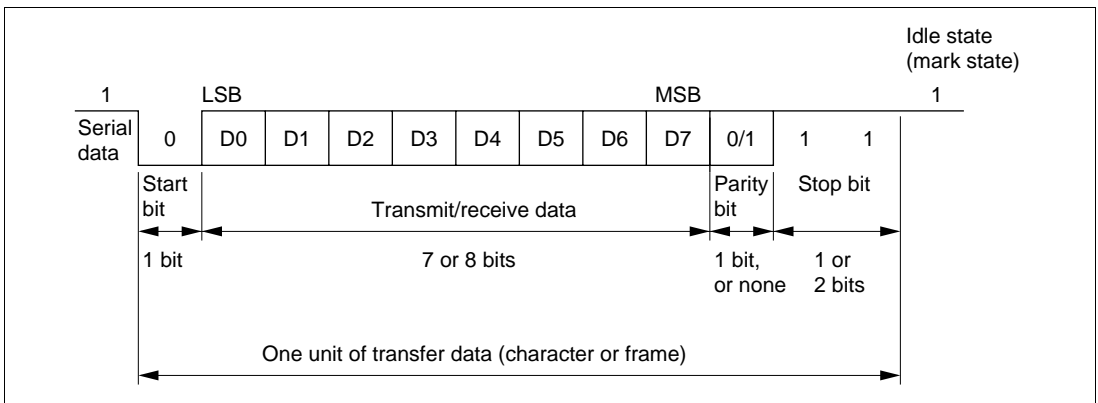 Idle state
(mark state)
1 LSB MSB 1
Serial
data
0 D0 D1 D2 D3 D4 D5 D6 D7 0/1 1 1
Start
bit
Transmit/receive data
Parity
bit
Stop bit
1 bit
7 or 8 bits
1 bit,
or none
1 or
2 bits
One unit of transfer data (character or frame)